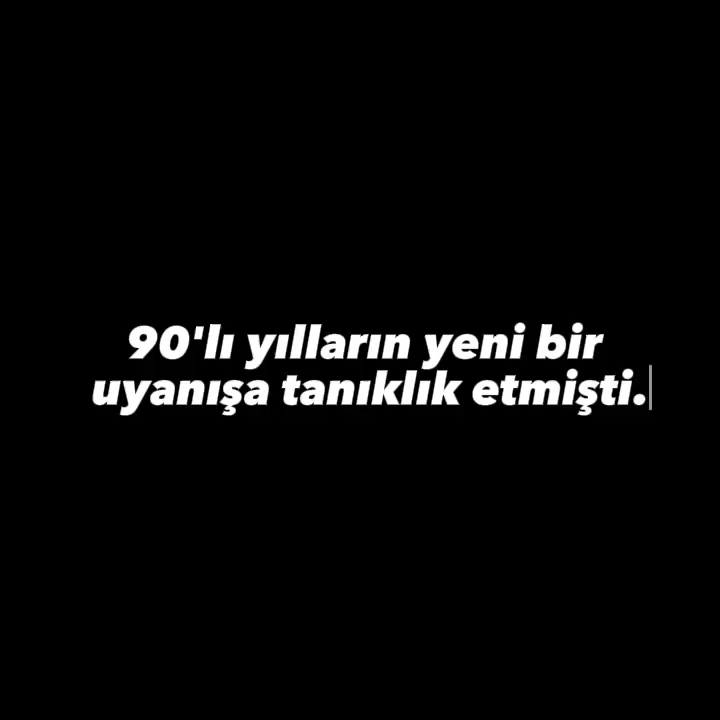 90'lı yılların yeni bir
uyanışa tanıklık etmişti.